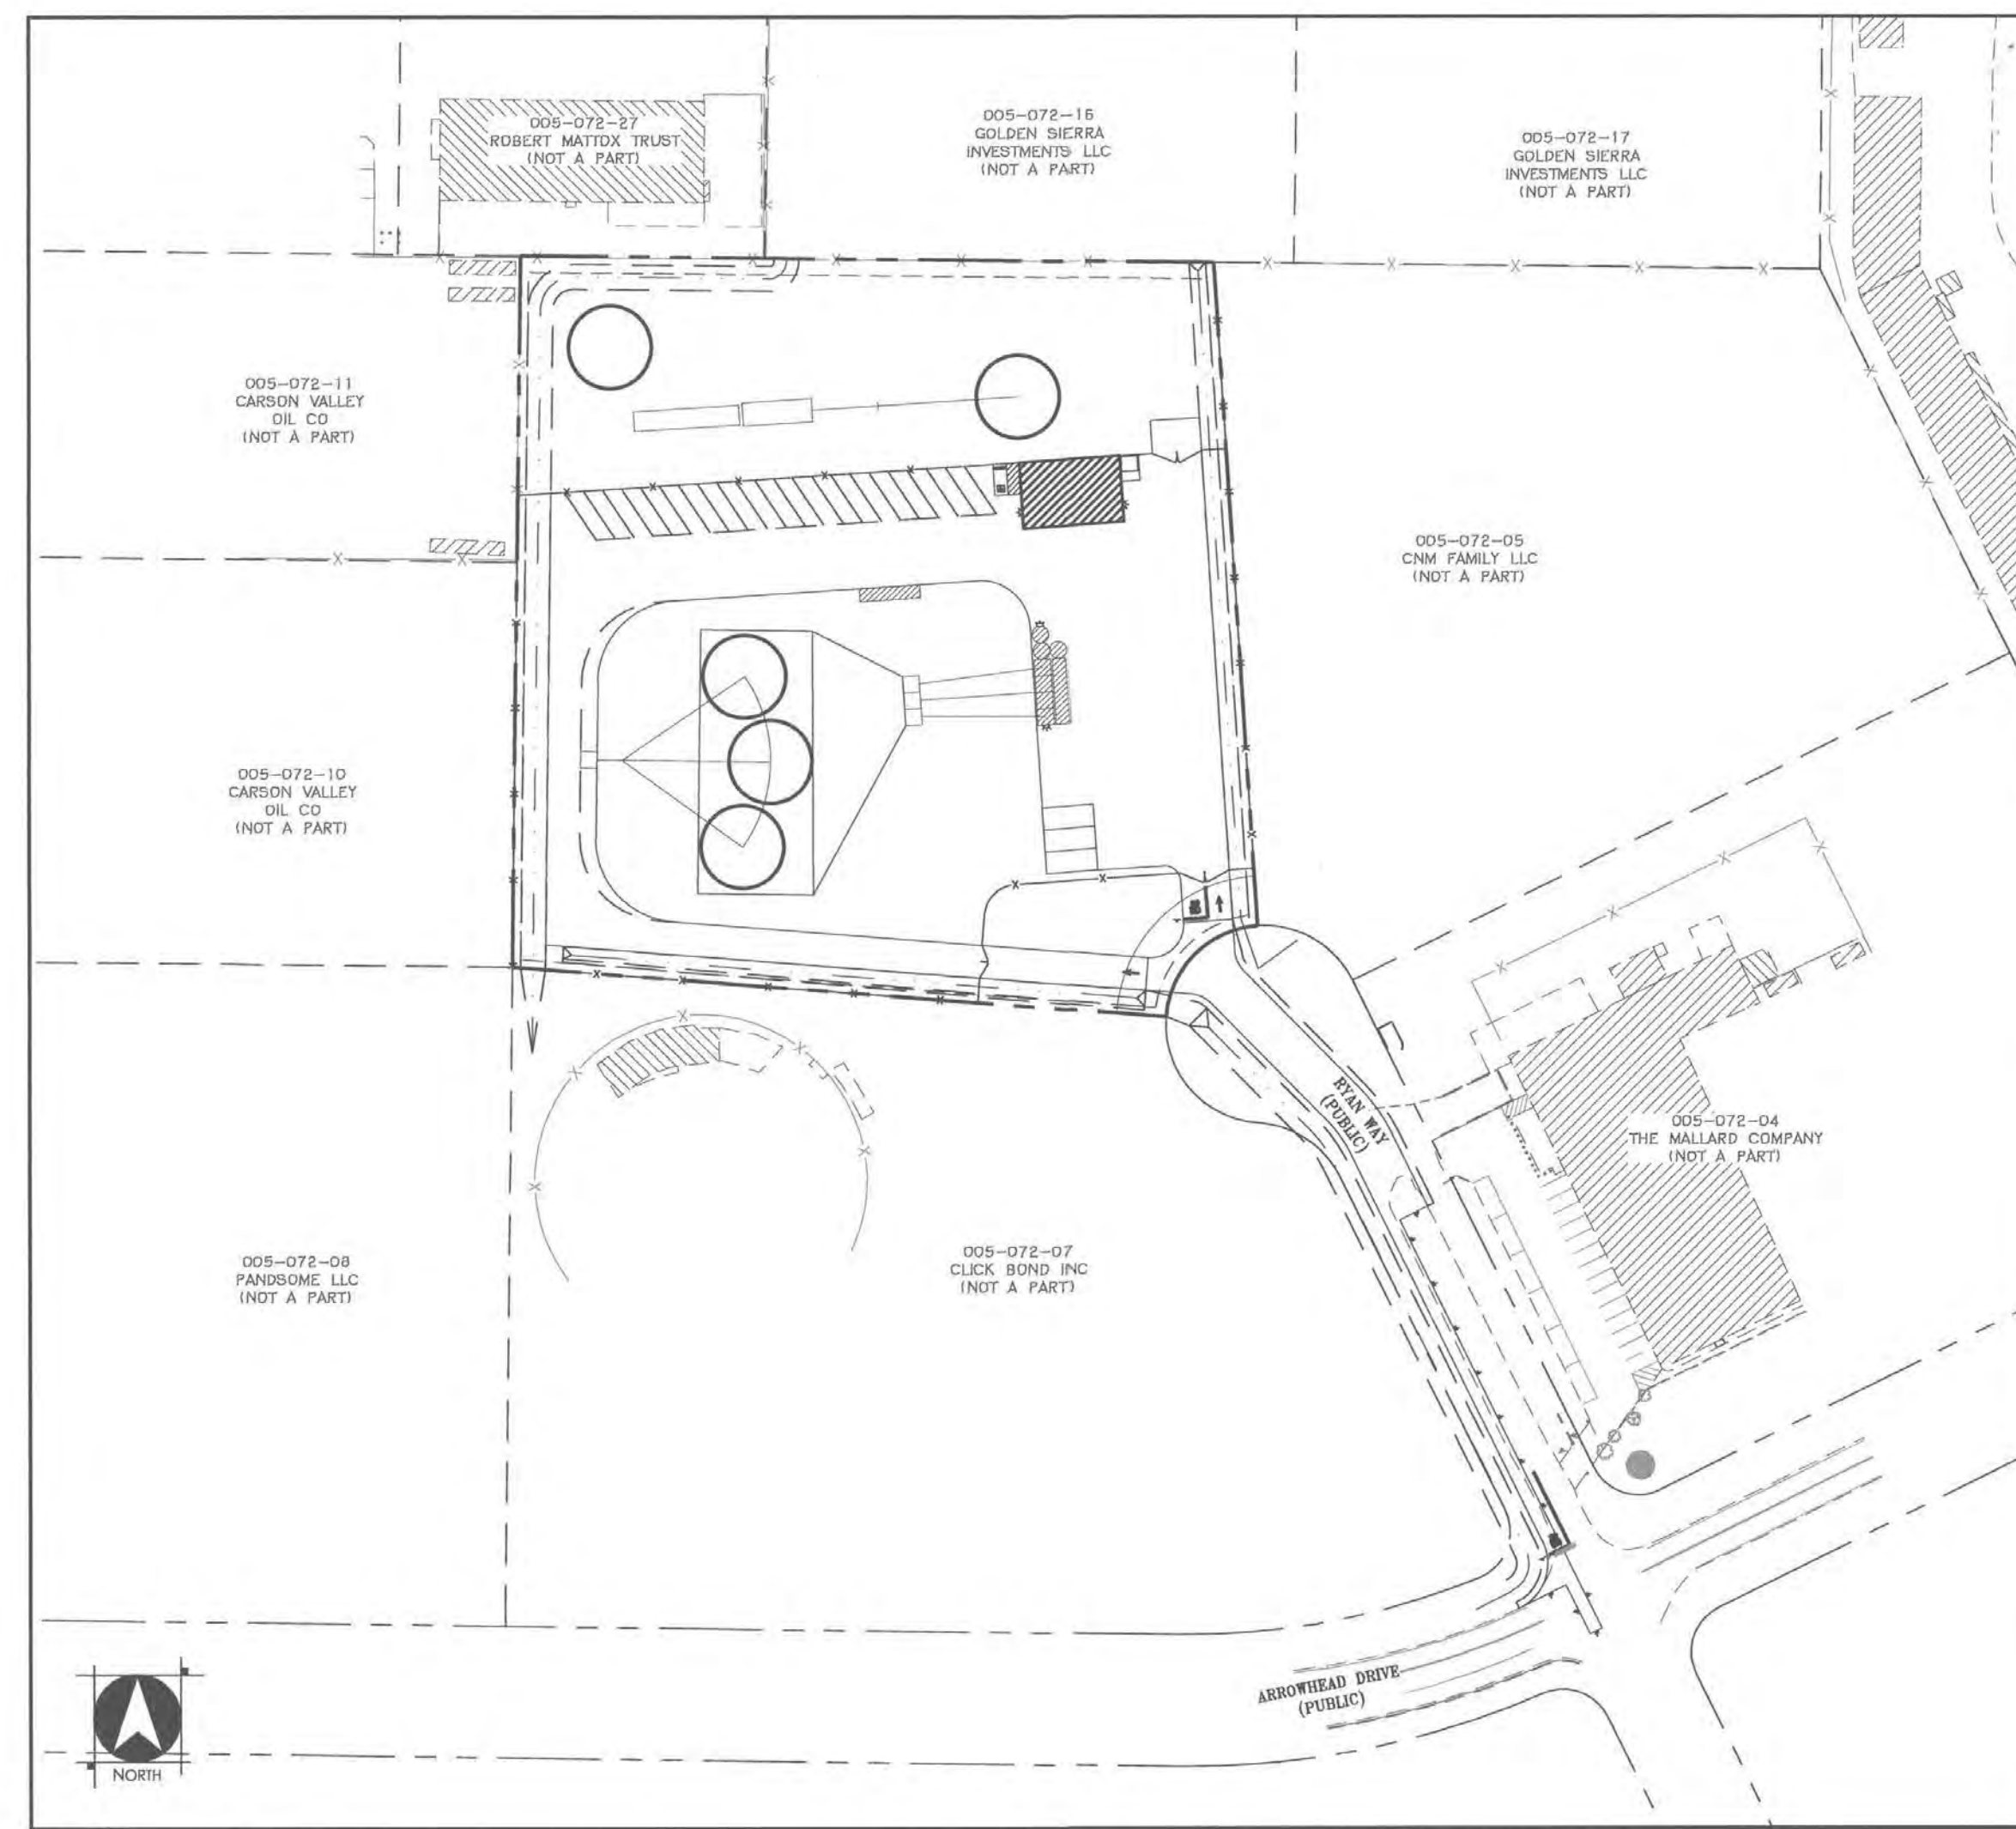 005-072-27
ROBERT MATTOX TRUST
(NOT A PART)
005-072-16
GOLDEN SIERRA
INVESTMENTS LLC
(NOT A PART)
005-072-17
GOLDEN SIERRA
INVESTMENTS LLC
(NOT A PART)
005-072-11
CARSON VALLEY
OIL CO
(NOT A PART)
005-072-05
CNM FAMILY LLC
(NOT A PART)
005-072-10
CARSON VALLEY
OIL CO
(NOT A PART)
RYAN WAY
(PUBLIC)
005-072-04
THE MALLARD COMPANY
(NOT A PART)
005-072-08
PANDSOME LLC
(NOT A PART)
005-072-07
CLICK BOND INC
(NOT A PART)
ARROWHEAD DRIVE
(PUBLIC)
NORTH